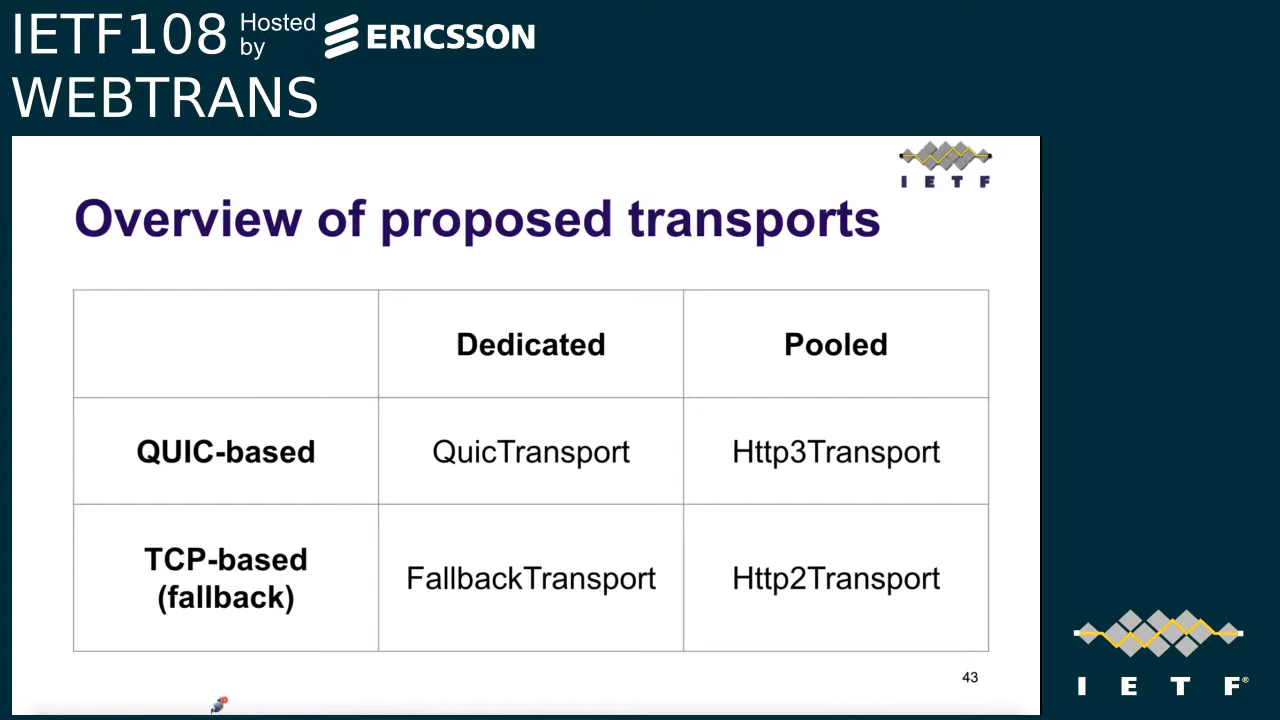 IETF108 Hosted by ERICSSON
WEBTRANS
I E T F
Overview of proposed transports
Dedicated Pooled
QUIC-based QuicTransport Http3Transport
TCP-based (fallback) FallbackTransport Http2Transport
43
I E T F®